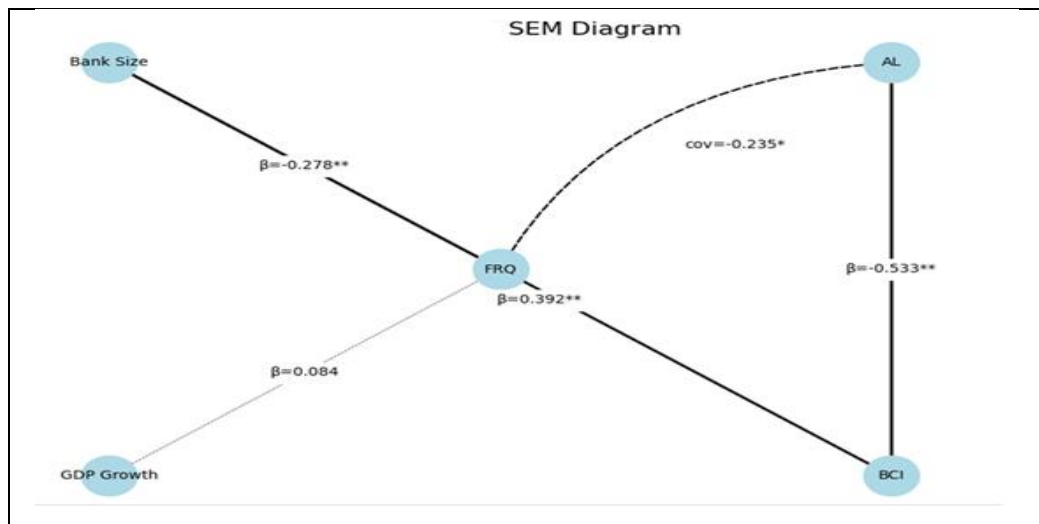 SEM Diagram
Bank Size
AL
cov=-0.235*
β=-0.278**
FRQ
β=-0.533**
β=0.392**
β=0.084
GDP Growth
BCI